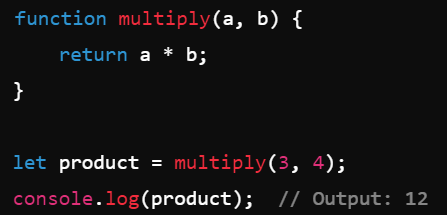 function multiply(a, b) {
    return a * b;
}

let product = multiply(3, 4);
console.log(product);  // Output: 12